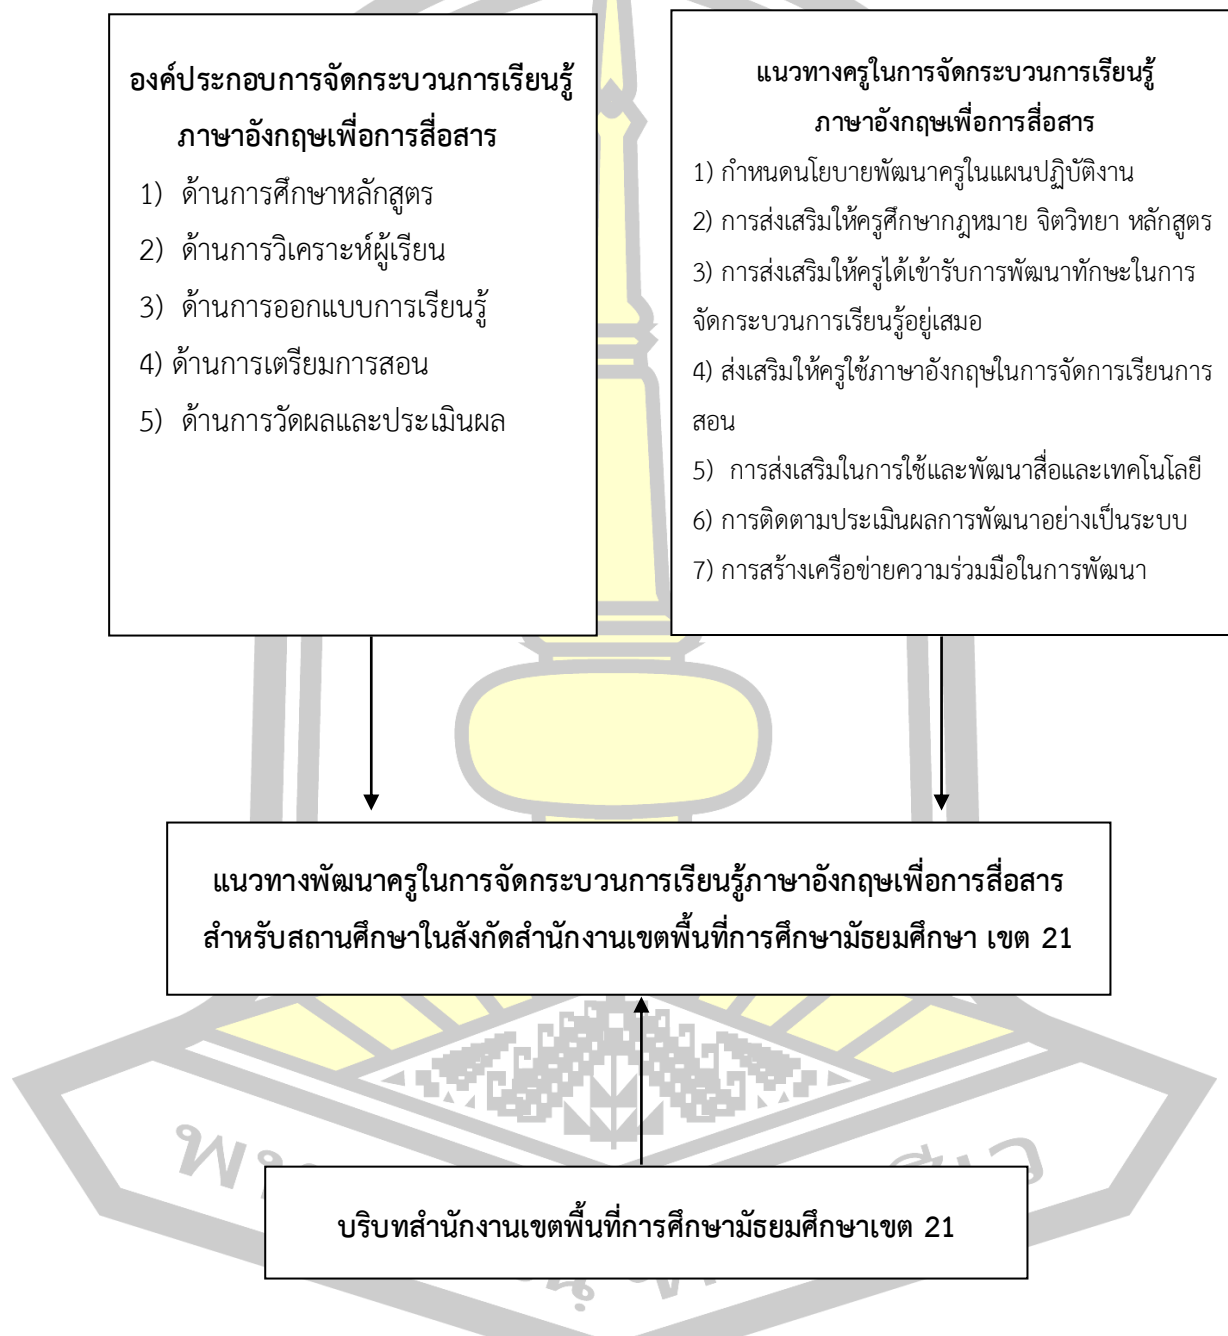 องค์ประกอบการจัดกระบวนการเรียนรู้
ภาษาอังกฤษเพื่อการสื่อสาร
1) ด้านการศึกษาหลักสูตร
2) ด้านการวิเคราะห์ผู้เรียน
3) ด้านการออกแบบการเรียนรู้
4) ด้านการเตรียมการสอน
5) ด้านการวัดผลและประเมินผล
แนวทางครูในการจัดกระบวนการเรียนรู้
ภาษาอังกฤษเพื่อการสื่อสาร
1) กำหนดนโยบายพัฒนาครูในแผนปฏิบัติงาน
2) การส่งเสริมให้ครูศึกษากฎหมาย จิตวิทยา หลักสูตร
3) การส่งเสริมให้ครูได้เข้ารับการพัฒนาทักษะในการ
จัดกระบวนการเรียนรู้อยู่เสมอ
4) ส่งเสริมให้ครูใช้ภาษาอังกฤษในการจัดการเรียนการ
สอน
5) การส่งเสริมในการใช้และพัฒนาสื่อและเทคโนโลยี
6) การติดตามประเมินผลการพัฒนาอย่างเป็นระบบ
7) การสร้างเครือข่ายความร่วมมือในการพัฒนา
แนวทางพัฒนาครูในการจัดกระบวนการเรียนรู้ภาษาอังกฤษเพื่อการสื่อสาร
สำหรับสถานศึกษาในสังกัดสำนักงานเขตพื้นที่การศึกษามัธยมศึกษา เขต 21
บริบทสำนักงานเขตพื้นที่การศึกษามัธยมศึกษาเขต 21